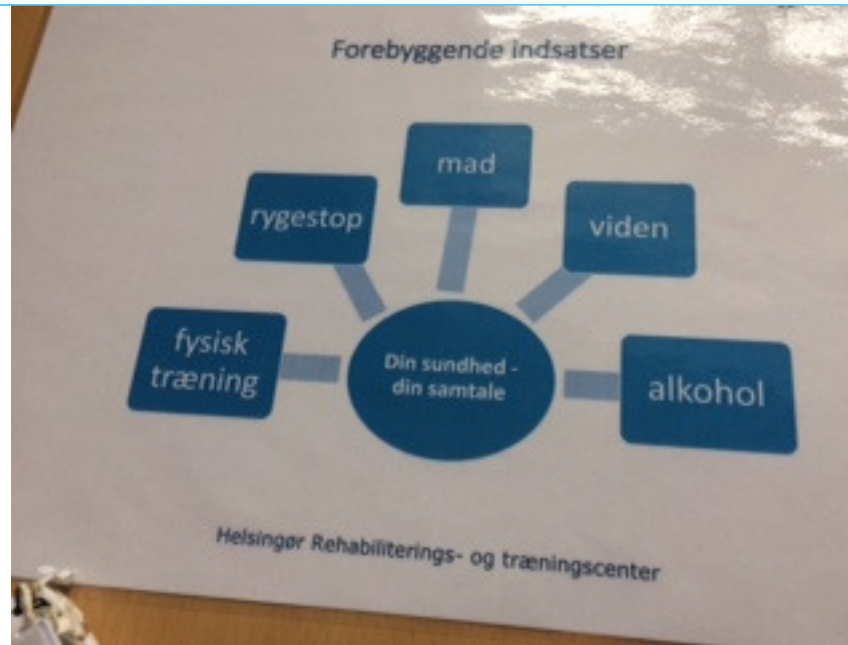 Forebyggende indsatser
mad
rygestop
viden
fysisk
træning
Din sundhed -
din samtale
alkohol
Helsingør Rehabiliterings- og træningscenter